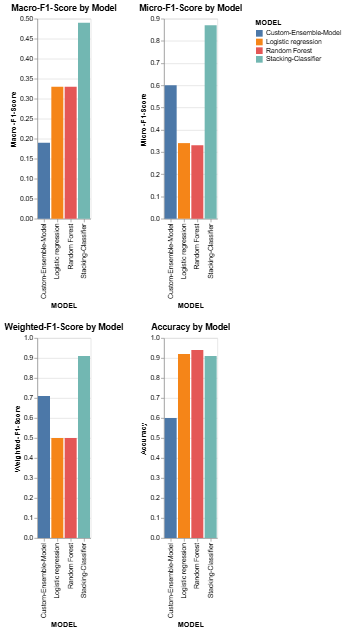 Macro-F1-Score by Model
Micro-F1-Score by Model
MODEL
Custom-Ensemble-Model
Logistic regression
Random Forest
Stacking-Classifier
0.50
0.45
0.40
0.35
0.30
0.25
0.20
0.15
0.10
0.05
0.00
Macro-F1-Score
Custom-Ensemble-Model
Logistic regression
Random Forest
Stacking-Classifier
MODEL
0.9
0.8
0.7
0.6
0.5
0.4
0.3
0.2
0.1
0.0
Micro-F1-Score
Custom-Ensemble-Model
Logistic regression
Random Forest
Stacking-Classifier
MODEL
Weighted-F1-Score by Model
Accuracy by Model
1.0
0.9
0.8
0.7
0.6
0.5
0.4
0.3
0.2
0.1
0.0
Weighted-F1-Score
Custom-Ensemble-Model
Logistic regression
Random Forest
Stacking-Classifier
MODEL
1.0
0.9
0.8
0.7
0.6
0.5
0.4
0.3
0.2
0.1
0.0
Accuracy
Custom-Ensemble-Model
Logistic regression
Random Forest
Stacking-Classifier
MODEL